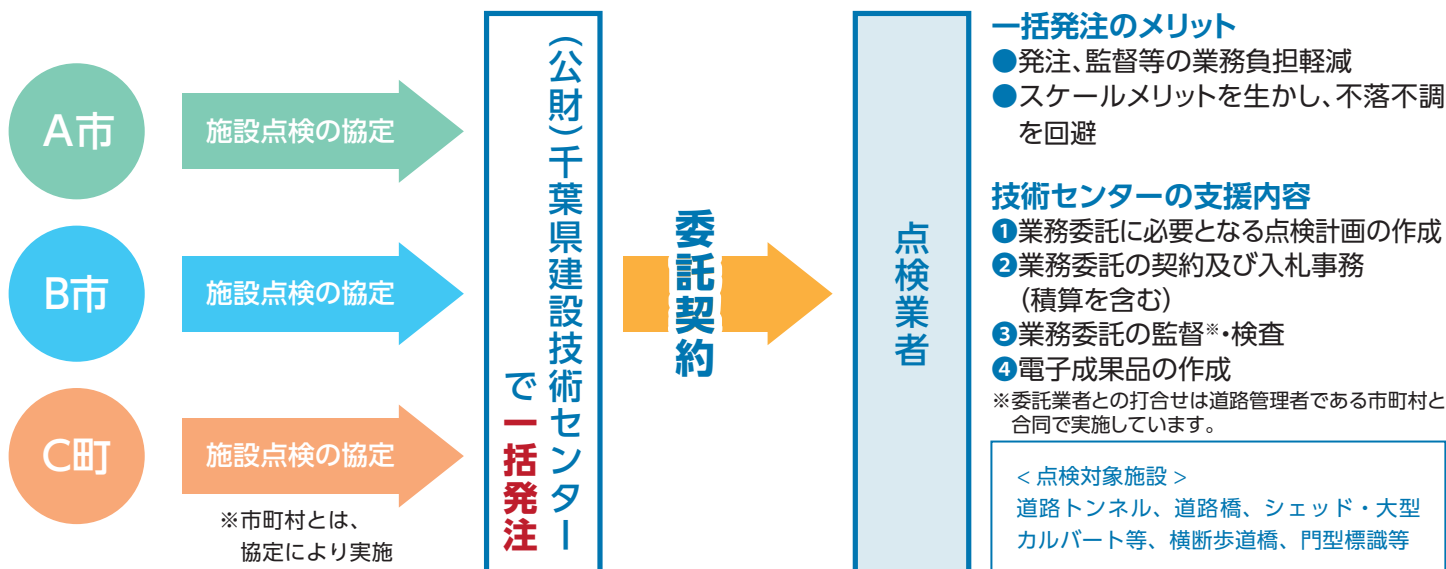 A市
施設点検の協定
B市
施設点検の協定
C町
施設点検の協定
※市町村とは、
協定により実施
(公財)千葉県建設技術センター
で一括発注
委託契約
点検業者
一括発注のメリット
●発注、監督等の業務負担軽減
●スケールメリットを生かし、不落不調
を回避
技術センターの支援内容
❶業務委託に必要となる点検計画の作成
❷業務委託の契約及び入札事務
(積算を含む)
❸業務委託の監督※・検査
❹電子成果品の作成
※委託業者との打合せは道路管理者である市町村と
合同で実施しています。
<点検対象施設>
道路トンネル、道路橋、シェッド・大型
カルバート等、横断歩道橋、門型標識等